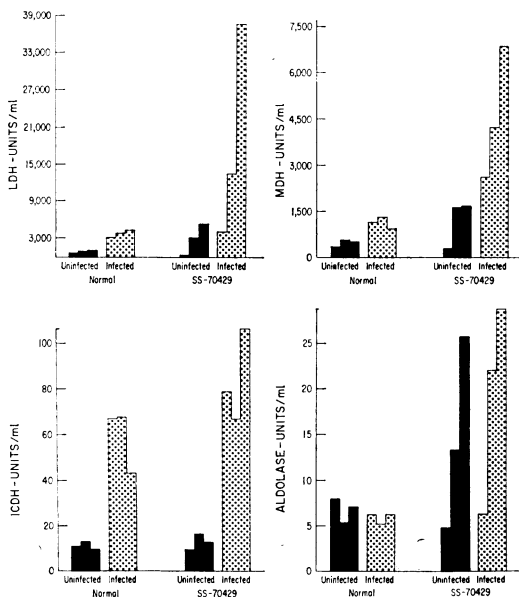 LDH-UNITS/ml
39,000
33,000
27,000
21,000
15,000
9,000
3,000
Uninfected Infected
Normal
Uninfected Infected
SS-70429
MDH-UNITS/ml
7,500
6,000
4,500
3,000
1,500
0
Uninfected Infected
Normal
Uninfected Infected
SS-70429
ICDH-UNITS/ml
100
80
60
40
20
0
Uninfected Infected
Normal
Uninfected Infected
SS-70429
ALDOLASE-UNITS/ml
25
20
15
10
5
0
Uninfected Infected
Normal
Uninfected Infected
SS-70429